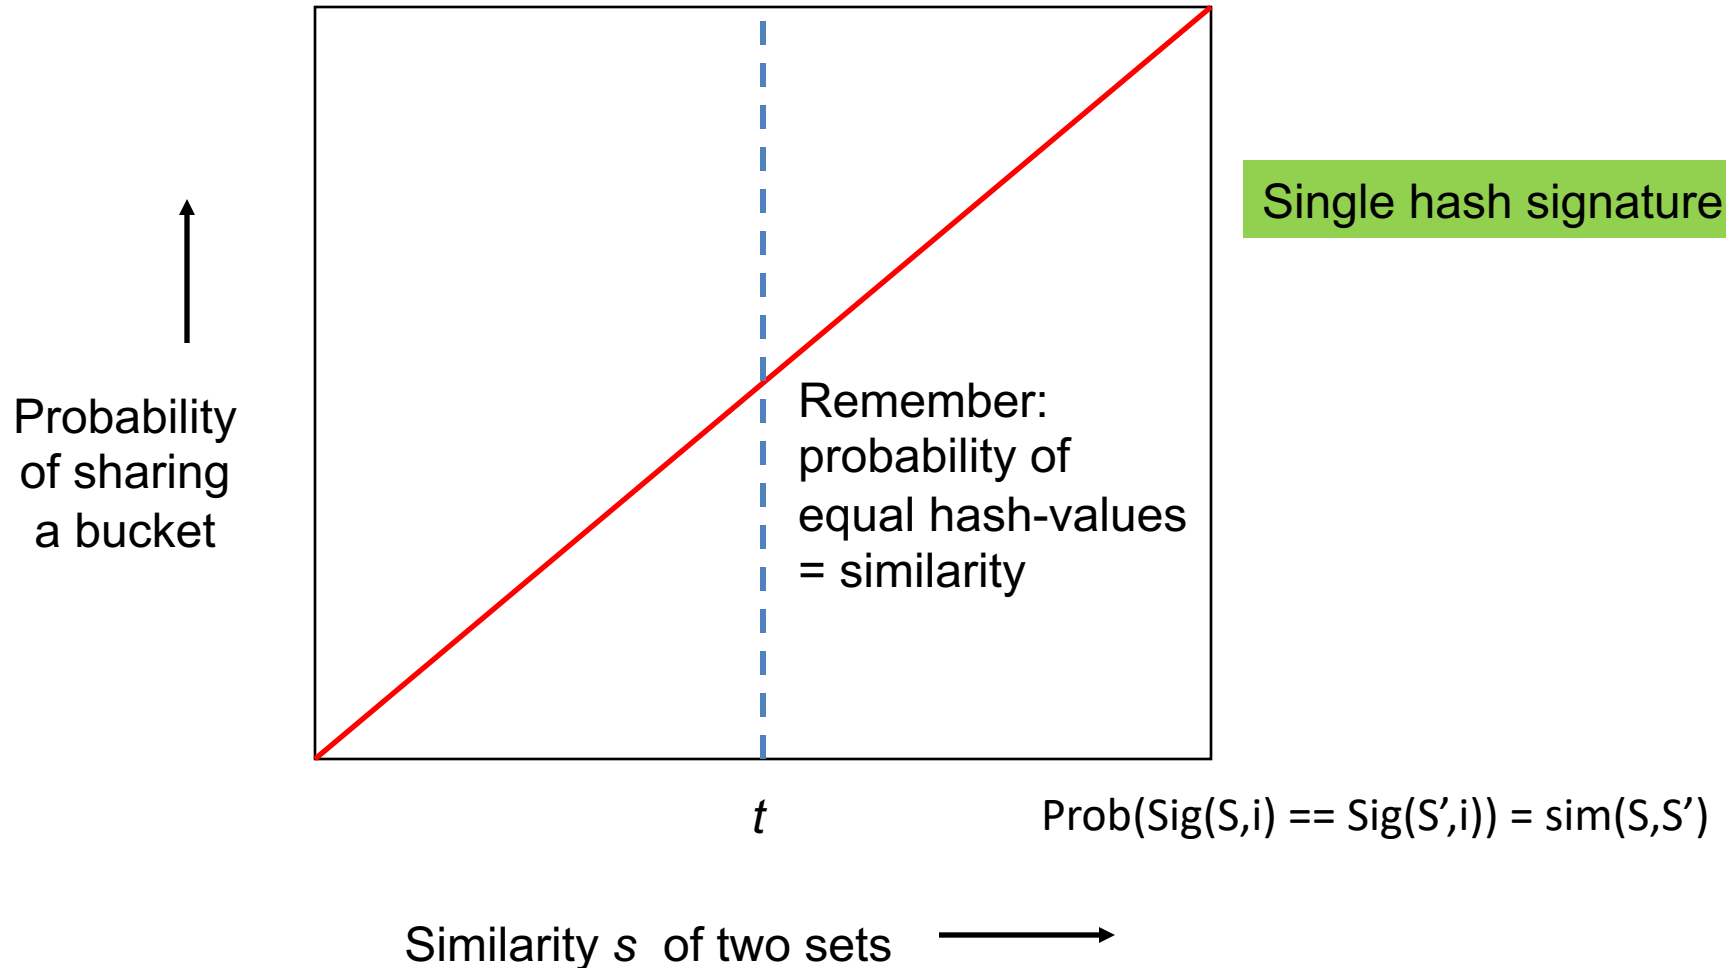 Single hash signature
Probability
of sharing
a bucket
Remember:
probability of
equal hash-values
= similarity
t
Prob(Sig(S,i) == Sig(S’,i)) = sim(S,S’)
Similarity s of two sets